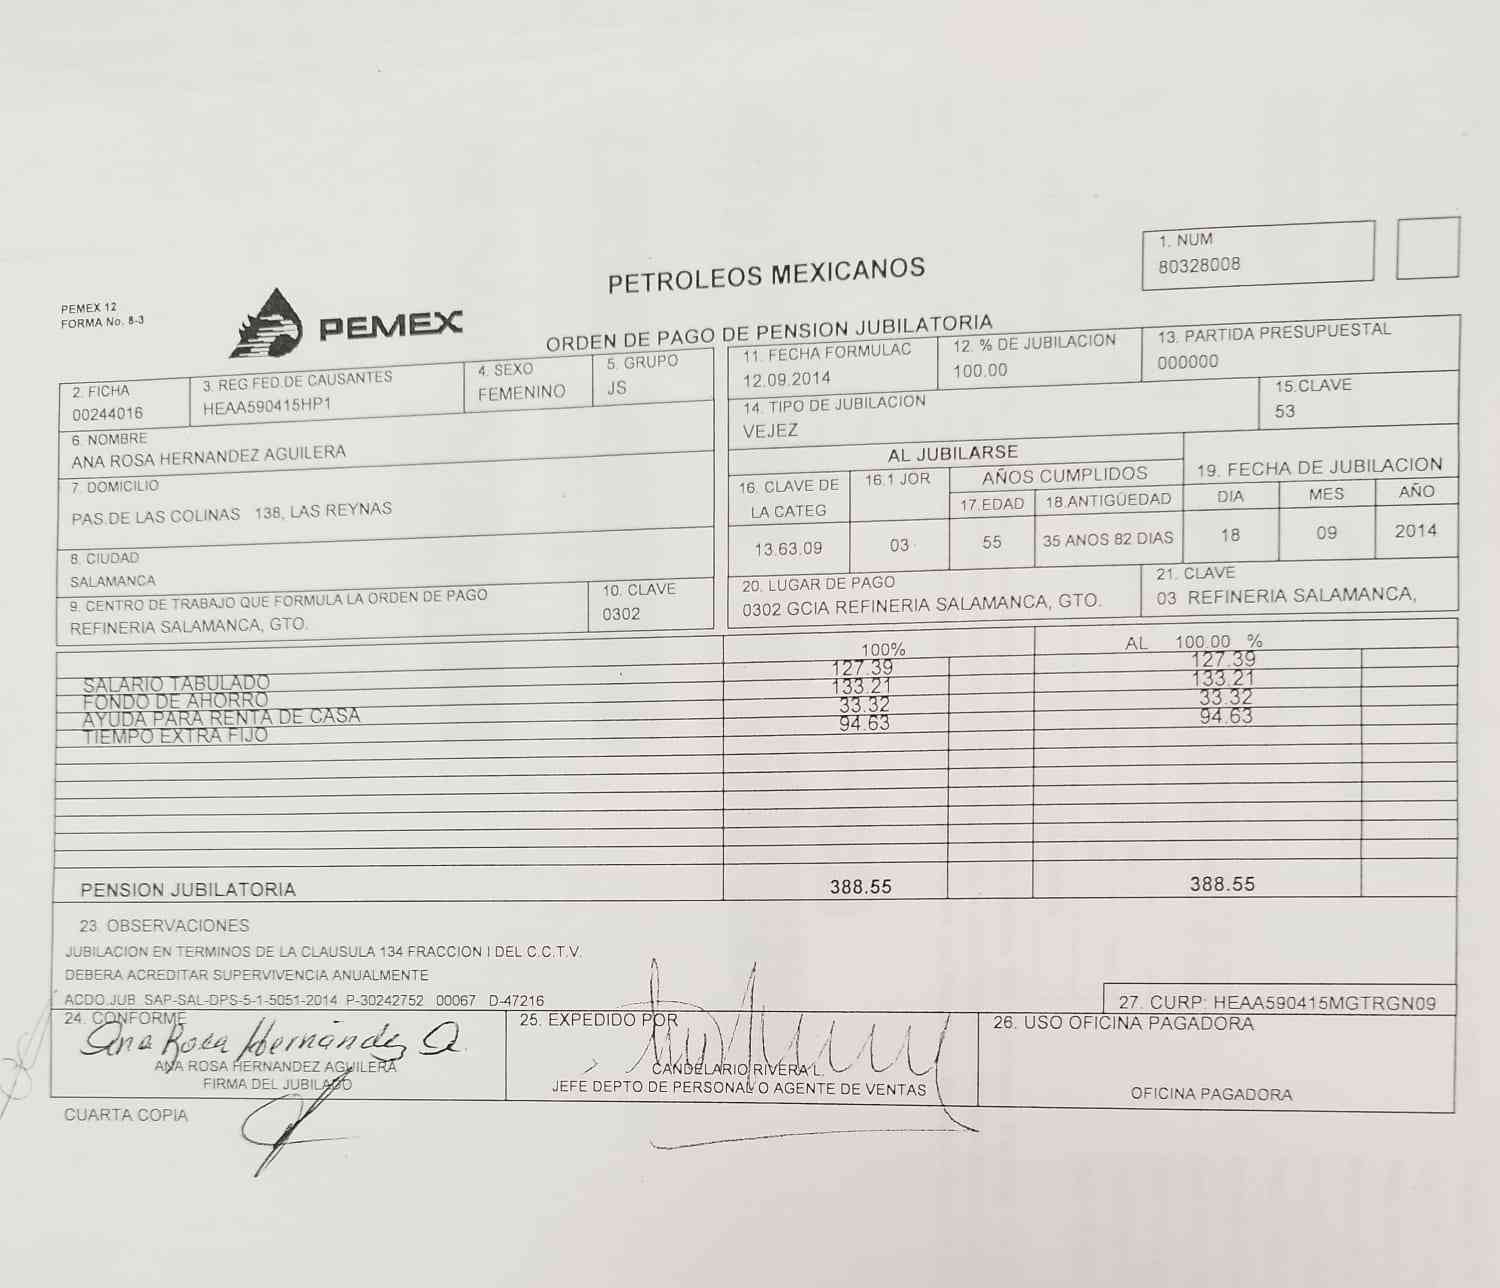 1. NUM
80328008
PETROLEOS MEXICANOS
PEMEX 12
FORMA No. 8-3
PEMEX
ORDEN DE PAGO DE PENSION JUBILATORIA
2. FICHA
00244016
3. REG FED.DE CAUSANTES
HEAA590415HP1
4. SEXO
FEMENINO
5. GRUPO
JS
11. FECHA FORMULAC
12.09.2014
12. % DE JUBILACION
100.00
13. PARTIDA PRESUPUESTAL
000000
6. NOMBRE
ANA ROSA HERNANDEZ AGUILERA
14. TIPO DE JUBILACION
VEJEZ
15.CLAVE
53
7. DOMICILIO
PAS.DE LAS COLINAS 138, LAS REYNAS
AL JUBILARSE
16. CLAVE DE
LA CATEG
13.63.09
16.1 JOR
03
AÑOS CUMPLIDOS
17.EDAD
55
18.ANTIGÜEDAD
35 ANOS 82 DIAS
19. FECHA DE JUBILACION
DIA MES AÑO
18 09 2014
8. CIUDAD
SALAMANCA
9. CENTRO DE TRABAJO QUE FORMULA LA ORDEN DE PAGO
REFINERIA SALAMANCA, GTO.
10. CLAVE
0302
20. LUGAR DE PAGO
0302 GCIA REFINERIA SALAMANCA, GTO.
21. CLAVE
03 REFINERIA SALAMANCA,
100% AL 100.00 %
SALARIO TABULADO 127.39 127.39
FONDO DE AHORRO 133.21 133.21
AYUDA PARA RENTA DE CASA 33.32 33.32
TIEMPO EXTRA FIJO 94.63 94.63
PENSION JUBILATORIA 388.55 388.55
23. OBSERVACIONES
JUBILACION EN TERMINOS DE LA CLAUSULA 134 FRACCION I DEL C.C.T.V.
DEBERA ACREDITAR SUPERVIVENCIA ANUALMENTE
ACDO.JUB SAP-SAL-DPS-5-1-5051-2014 P-30242752 00067 D-47216
27. CURP: HEAA590415MGTRGN09
24. CONFORME
Ana Rosa Hernández A.
ANA ROSA HERNANDEZ AGUILERA
FIRMA DEL JUBILADO
25. EXPEDIDO POR
CANDELARIO RIVERA L.
JEFE DEPTO DE PERSONAL O AGENTE DE VENTAS
26. USO OFICINA PAGADORA
OFICINA PAGADORA
CUARTA COPIA